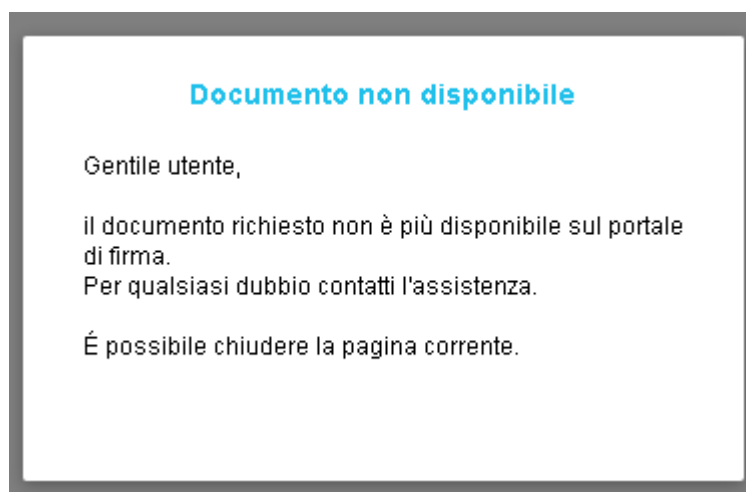 Documento non disponibile
Gentile utente,
il documento richiesto non è più disponibile sul portale
di firma.
Per qualsiasi dubbio contatti l'assistenza.
É possibile chiudere la pagina corrente.